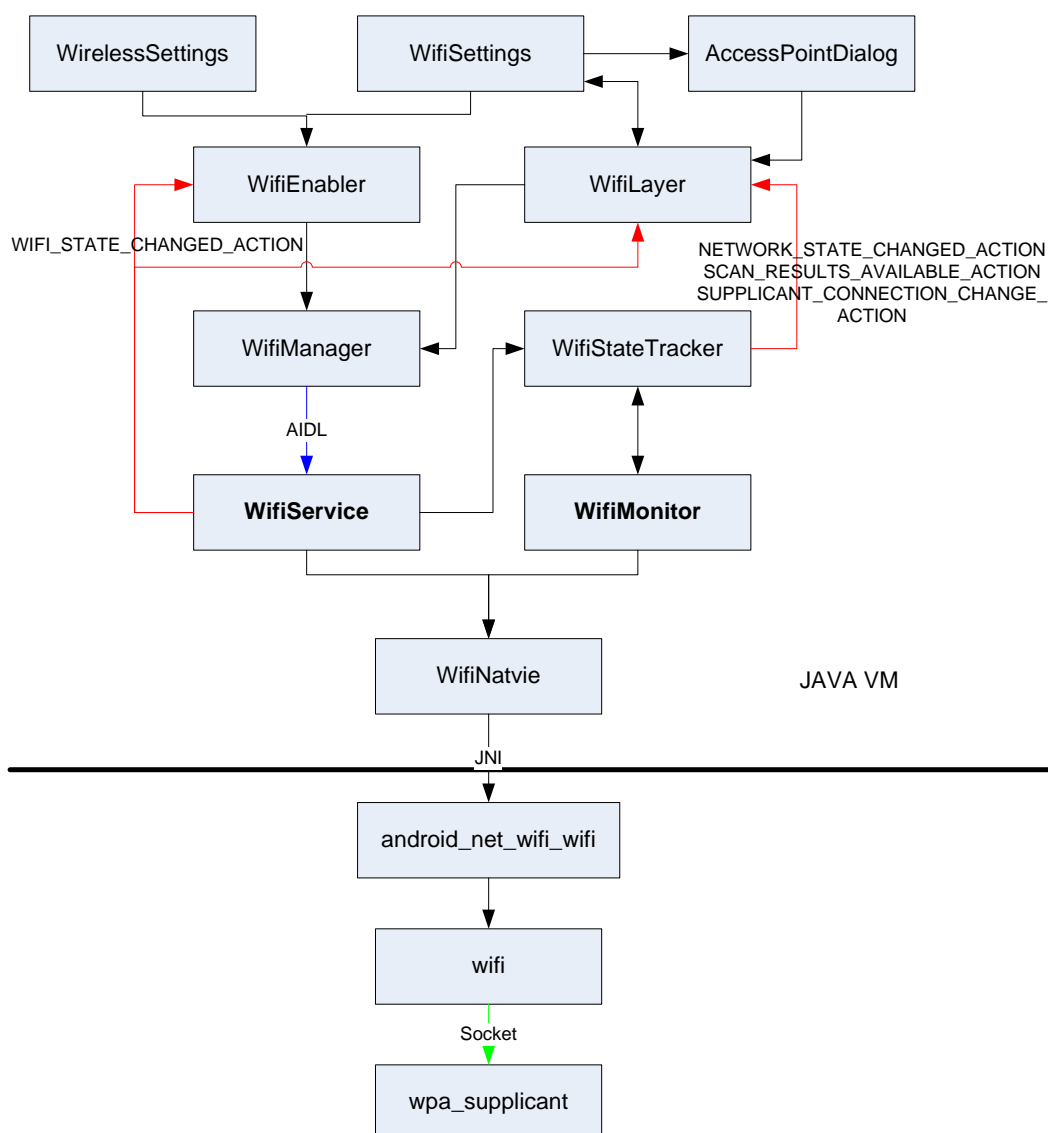 WirelessSettings
WifiSettings
AccessPointDialog
WifiEnabler
WifiLayer
WIFI_STATE_CHANGED_ACTION
NETWORK_STATE_CHANGED_ACTION
SCAN_RESULTS_AVAILABLE_ACTION
SUPPLICANT_CONNECTION_CHANGE_
ACTION
WifiManager
WifiStateTracker
AIDL
WifiService
WifiMonitor
WifiNatvie
JAVA VM
JNI
android_net_wifi_wifi
wifi
Socket
wpa_supplicant